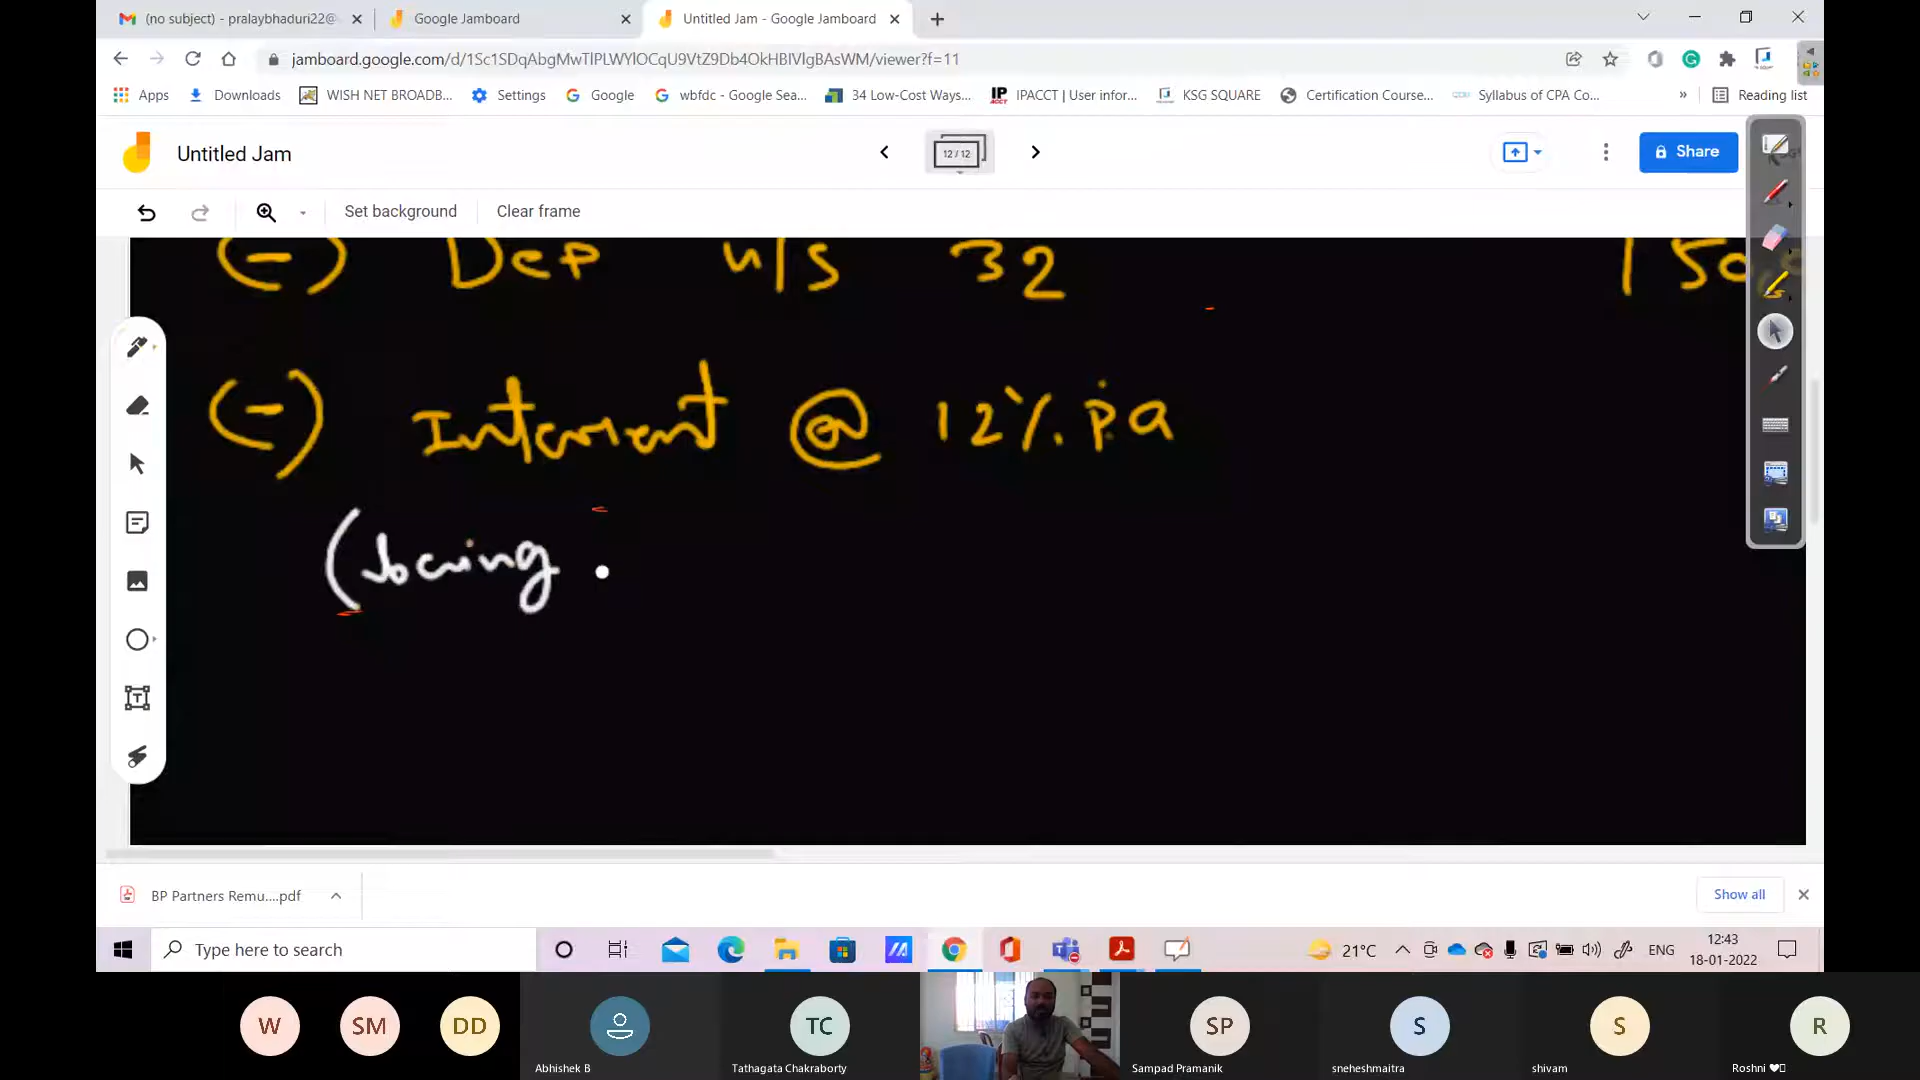 (no subject) - pralaybhaduri22@
Google Jamboard
Untitled Jam - Google Jamboard
jamboard.google.com/d/1Sc1SDqAbgMwTlPLWYlOCqU9VtZ9Db4OkHBIVIgBAsWM/viewer?f=11
Apps
Downloads
WISH NET BROADB...
Settings
Google
wbfdc - Google Sea...
34 Low-Cost Ways...
IPACCT | User infor...
KSG SQUARE
Certification Course...
Syllabus of CPA Co...
»
Reading list
Untitled Jam
12 / 12
Share
Set background
Clear frame
(-) Dep u/s 32 150
(-) Interest @ 12% p.a
(being
BP Partners Remu....pdf
Show all
Type here to search
21°C
ENG
12:43
18-01-2022
W
SM
DD
TC
SP
S
S
R
Abhishek B
Tathagata Chakraborty
Sampad Pramanik
sneheshmaitra
shivam
Roshni ❤